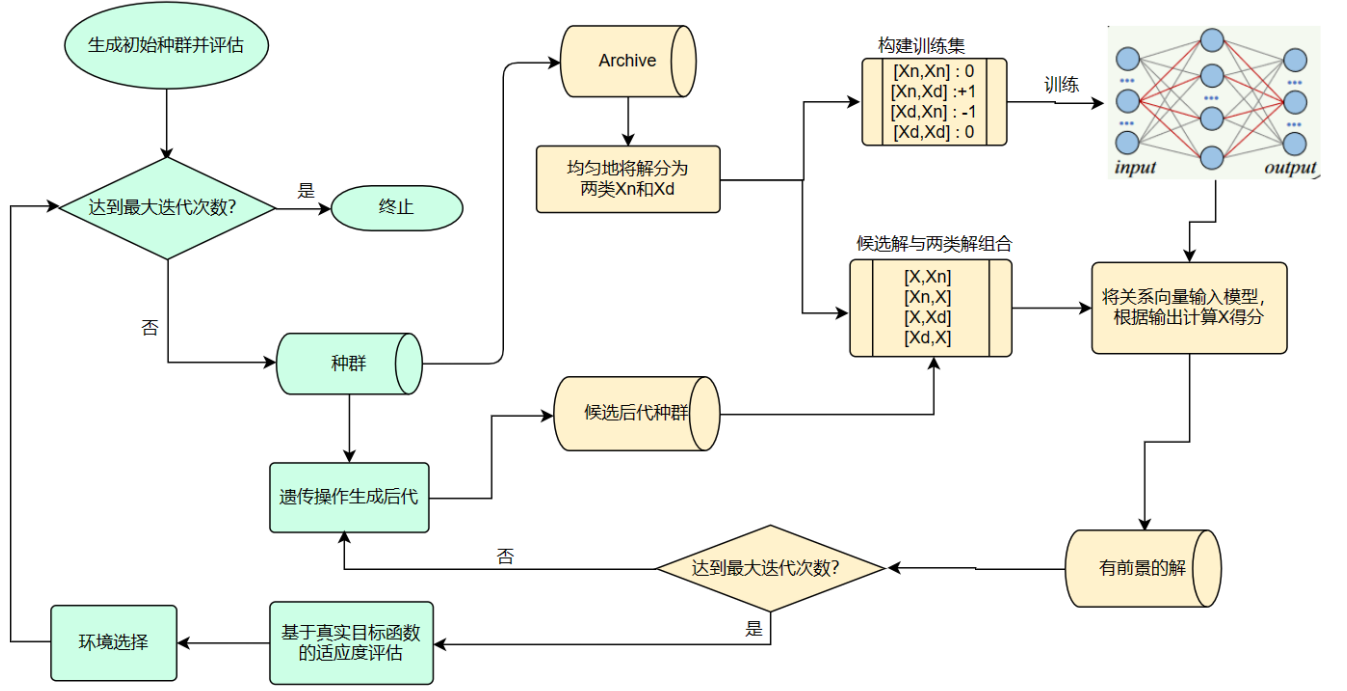 生成初始种群并评估
达到最大迭代次数？
是
终止
否
种群
遗传操作生成后代
Archive
均匀地将解分为
两类Xn和Xd
构建训练集
[Xn,Xn] : 0
[Xn,Xd] :+1
[Xd,Xn] : -1
[Xd,Xd] : 0
训练
...
...
...
...
...
input
output
候选解与两类解组合
[X,Xn]
[Xn,X]
[X,Xd]
[Xd,X]
将关系向量输入模型，
根据输出计算X得分
候选后代种群
有前景的解
达到最大迭代次数？
否
是
基于真实目标函数
的适应度评估
环境选择